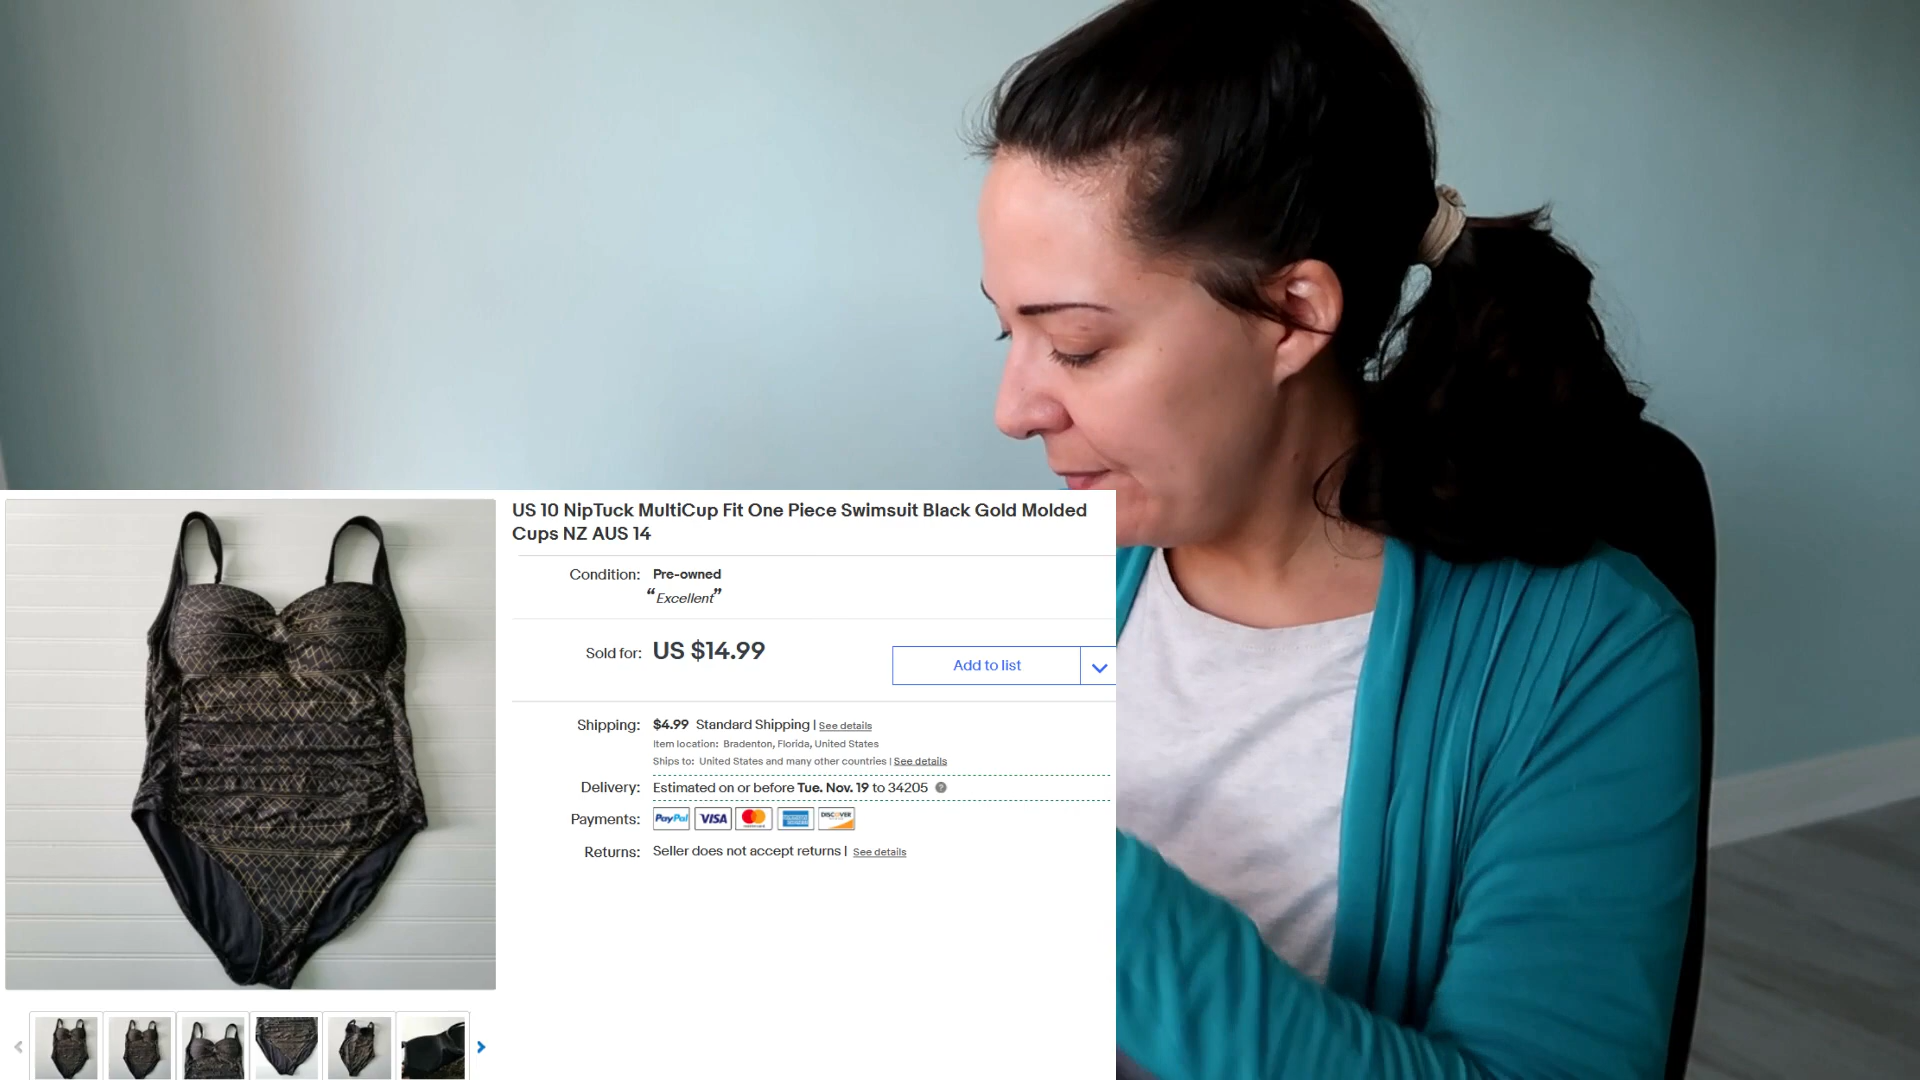 US 10 NipTuck MultiCup Fit One Piece Swimsuit Black Gold Molded
Cups NZ AUS 14
Condition: Pre-owned
“Excellent”
Sold for: US $14.99
Add to list
Shipping: $4.99 Standard Shipping | See details
Item location: Bradenton, Florida, United States
Ships to: United States and many other countries | See details
Delivery: Estimated on or before Tue. Nov. 19 to 34205 ?
Payments: PayPal VISA DISCOVER
Returns: Seller does not accept returns | See details